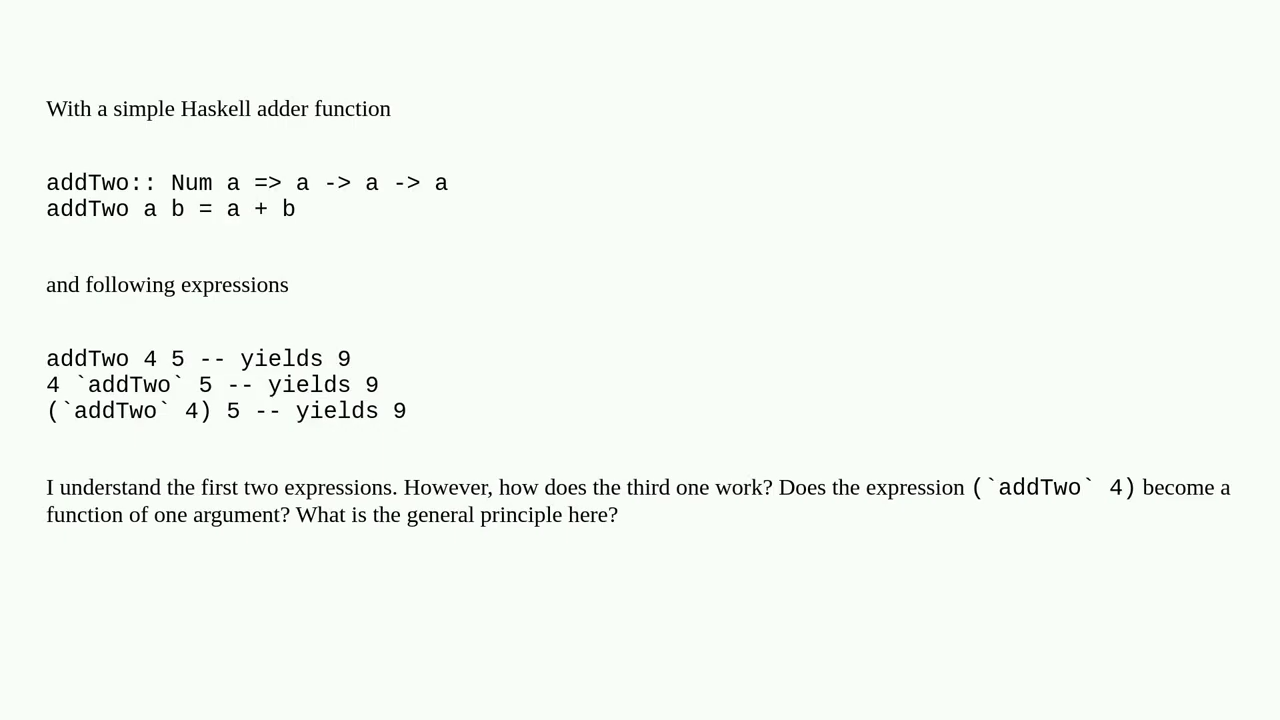 With a simple Haskell adder function
addTwo:: Num a => a -> a -> a
addTwo a b = a + b
and following expressions
addTwo 4 5 -- yields 9
4 `addTwo` 5 -- yields 9
(`addTwo` 4) 5 -- yields 9
I understand the first two expressions. However, how does the third one work? Does the expression (`addTwo` 4) become a
function of one argument? What is the general principle here?